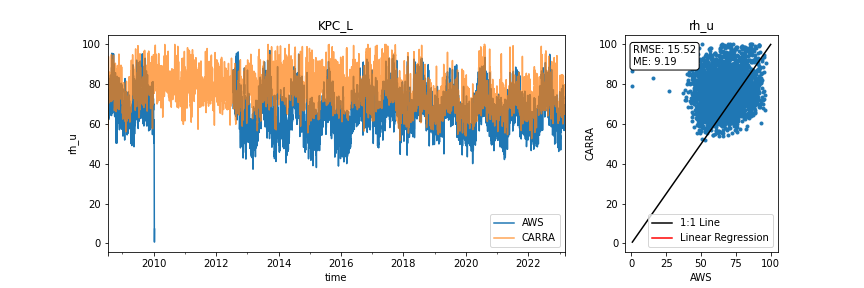 KPC_L
100
80
60
40
20
0
rh_u
2010
2012
2014
2016
2018
2020
2022
time
AWS
CARRA
rh_u
RMSE: 15.52
ME: 9.19
100
80
60
40
20
0
CARRA
1:1 Line
Linear Regression
0
25
50
75
100
AWS